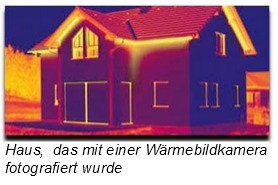 Haus, das mit einer Wärmebildkamera
fotografiert wurde